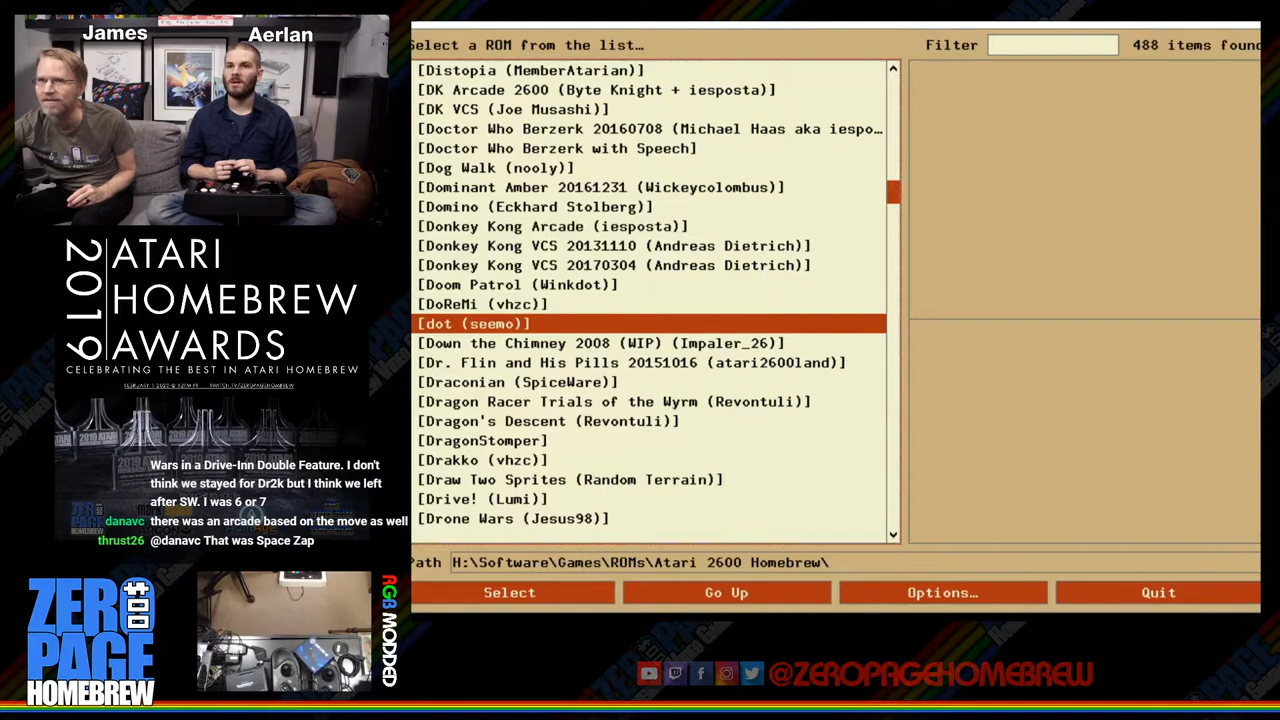 James
Aerlan
2019 ATARI
HOMEBREW
AWARDS
CELEBRATING THE BEST IN ATARI HOMEBREW
FEBRUARY 1 2020 @ 12PM PT TWITCH.TV/ZEROPAGEHOMEBREW
Wars in a Drive-Inn Double Feature. I don't
think we stayed for Dr2k but I think we left
after SW. I was 6 or 7
danavc there was an arcade based on the move as well
thrust26 @danavc That was Space Zap
ZERO
PAGE
HOMEBREW
RGB MODDED
Select a ROM from the list…
Filter
488 items found
[Distopia (MemberAtarian)]
[DK Arcade 2600 (Byte Knight + iesposta)]
[DK VCS (Joe Musashi)]
[Doctor Who Berzerk 20160708 (Michael Haas aka iespo…
[Doctor Who Berzerk with Speech]
[Dog Walk (nooly)]
[Dominant Amber 20161231 (Wickeycolombus)]
[Domino (Eckhard Stolberg)]
[Donkey Kong Arcade (iesposta)]
[Donkey Kong VCS 20131110 (Andreas Dietrich)]
[Donkey Kong VCS 20170304 (Andreas Dietrich)]
[Doom Patrol (Winkdot)]
[DoReMi (vhzc)]
[dot (seemo)]
[Down the Chimney 2008 (WIP) (Impaler_26)]
[Dr. Flin and His Pills 20151016 (atari2600land)]
[Draconian (SpiceWare)]
[Dragon Racer Trials of the Wyrm (Revontuli)]
[Dragon's Descent (Revontuli)]
[DragonStomper]
[Drakko (vhzc)]
[Draw Two Sprites (Random Terrain)]
[Drive! (Lumi)]
[Drone Wars (Jesus98)]
Path H:\Software\Games\ROMs\Atari 2600 Homebrew\
Select
Go Up
Options…
Quit
@ZEROPAGEHOMEBREW